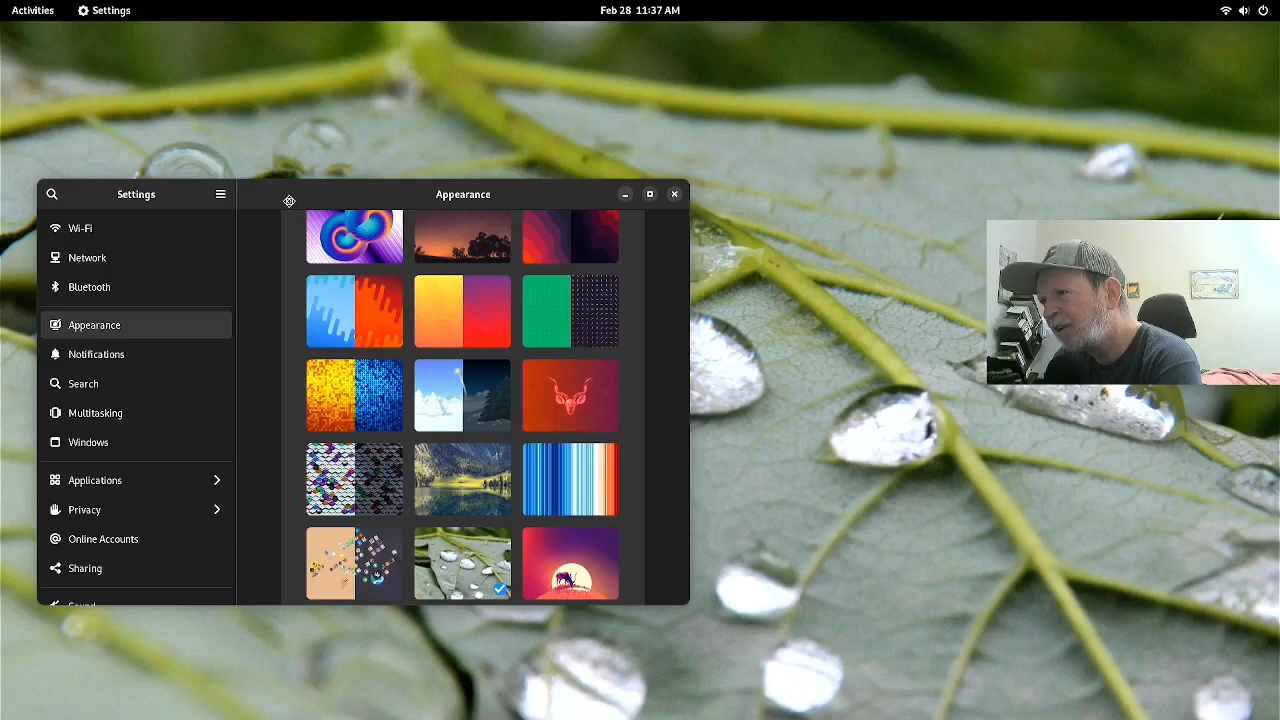 Activities
Settings
Feb 28 11:37 AM
Settings
Appearance
Wi-Fi
Network
Bluetooth
Appearance
Notifications
Search
Multitasking
Windows
Applications
Privacy
Online Accounts
Sharing
Sound